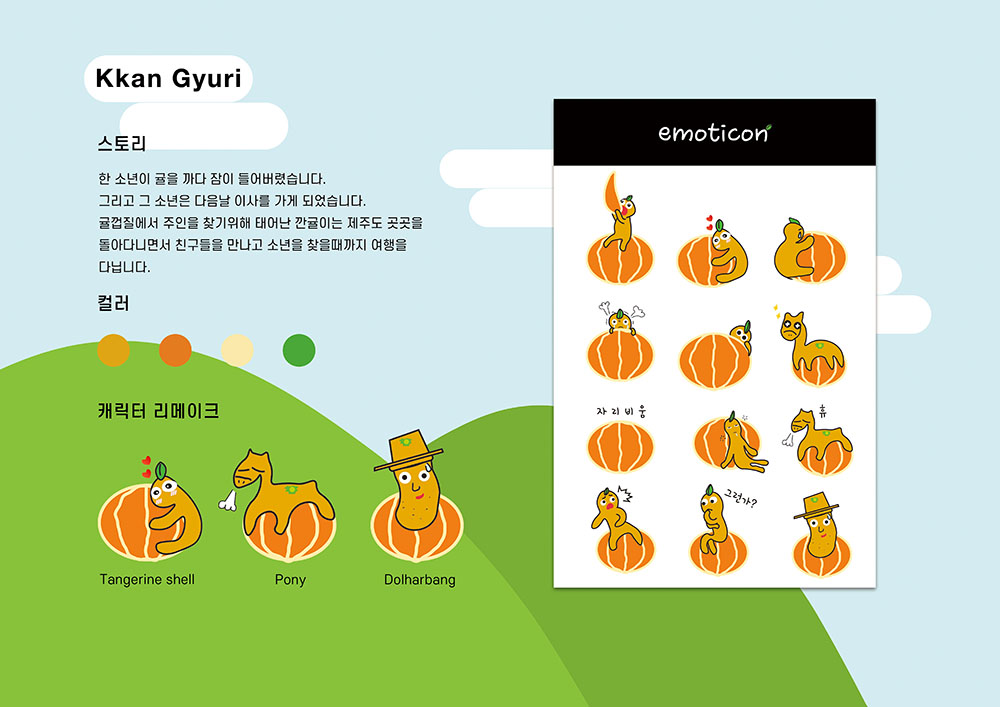 Kkan Gyuri
스토리
한 소년이 귤을 까다 잠이 들어버렸습니다.
그리고 그 소년은 다음날 이사를 가게 되었습니다.
귤껍질에서 주인을 찾기위해 태어난 깐귤이는 제주도 곳곳을
돌아다니면서 친구들을 만나고 소년을 찾을때까지 여행을
다닙니다.
컬러
캐릭터 리메이크
Tangerine shell
Pony
Dolharbang
emoticon
자리비움
휴
그런가?